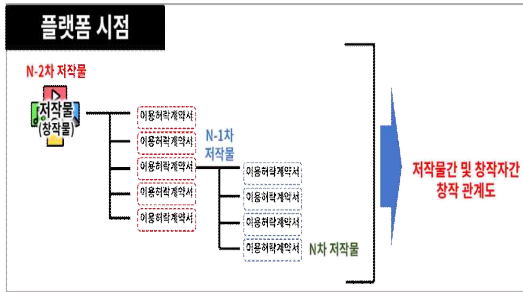 플랫폼 시점
N-2차 저작물
저작물
(창작물)
이용허락계약서
이용허락계약서
이용허락계약서
이용허락계약서
이용허락계약서
N-1차
저작물
이용허락계약서
이용허락계약서
이용허락계약서
이용허락계약서
N차 저작물
저작물간 및 창작자간
창작 관계도